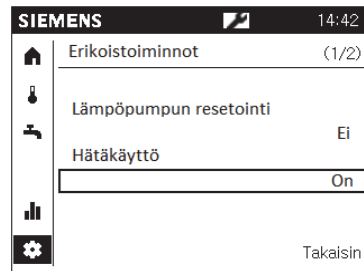 SIEMENS 14:42
Erikoistoiminnot (1/2)
Lämpöpumpun resetointi
Ei
Hätäkäyttö
On
Takaisin